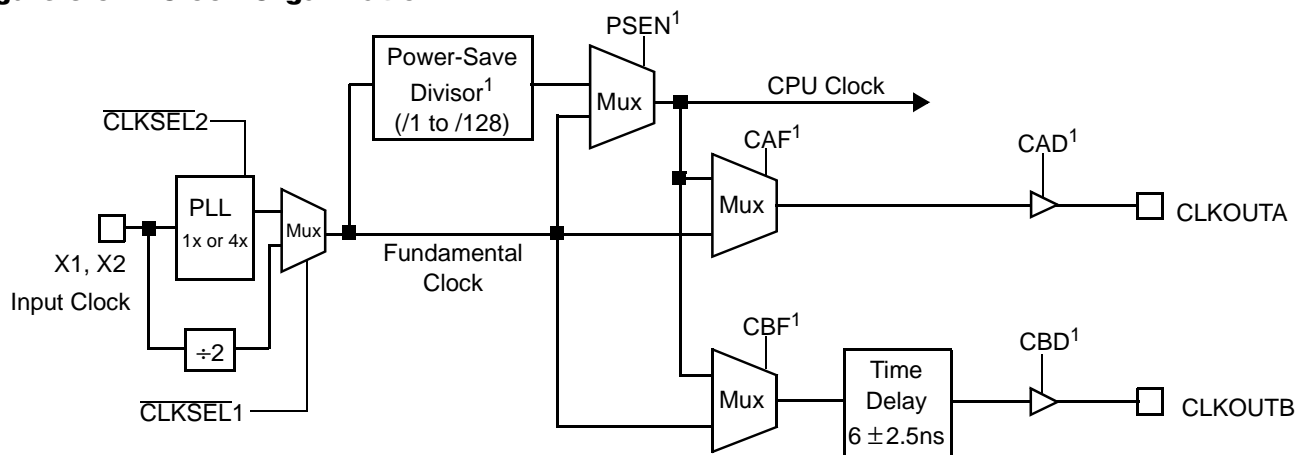 PSEN¹
Power-Save
Divisor¹
(/1 to /128)
Mux
CPU Clock
CLKSEL2
CAF¹
CAD¹
PLL
1x or 4x
Mux
Mux
CLKOUTA
X1, X2
Input Clock
Fundamental
Clock
÷2
CLKSEL1
CBF¹
CBD¹
Mux
Time
Delay
6 ±2.5ns
CLKOUTB